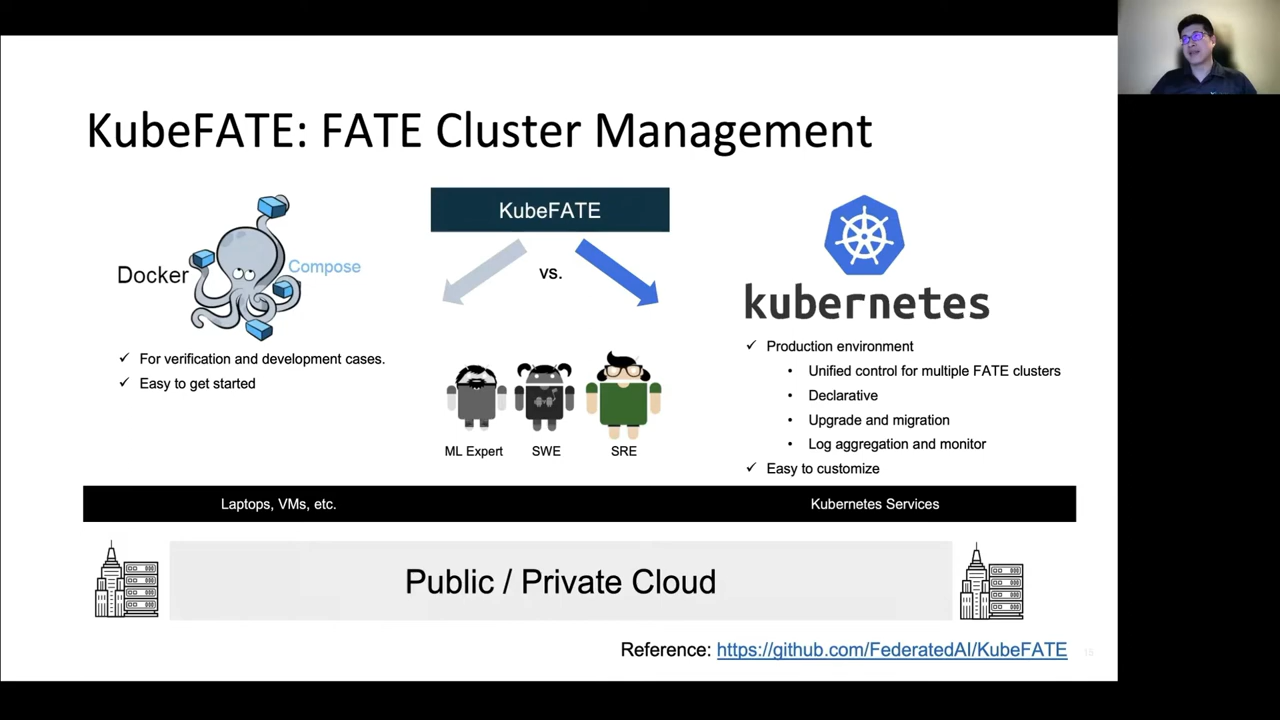 KubeFATE: FATE Cluster Management
KubeFATE
vs.
Docker
Compose
✓ For verification and development cases.
✓ Easy to get started
ML Expert
SWE
SRE
kubernetes
✓ Production environment
• Unified control for multiple FATE clusters
• Declarative
• Upgrade and migration
• Log aggregation and monitor
✓ Easy to customize
Laptops, VMs, etc.
Kubernetes Services
Public / Private Cloud
Reference: https://github.com/FederatedAI/KubeFATE
15